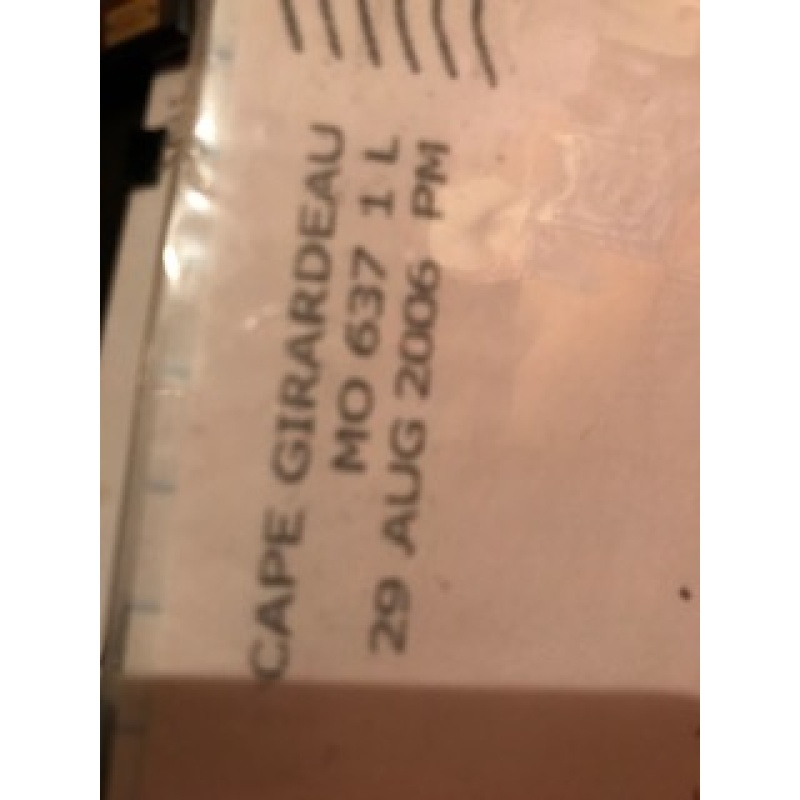 CAPE GIRARDEAU
MO 637 1 L
29 AUG 2006 PM